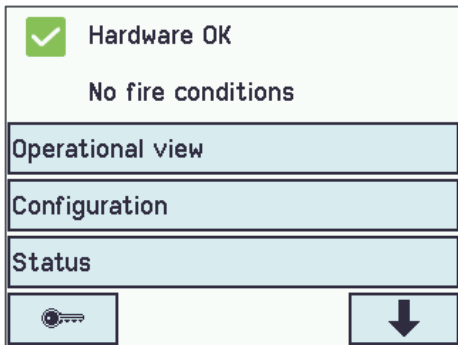 Hardware OK
No fire conditions
Operational view
Configuration
Status